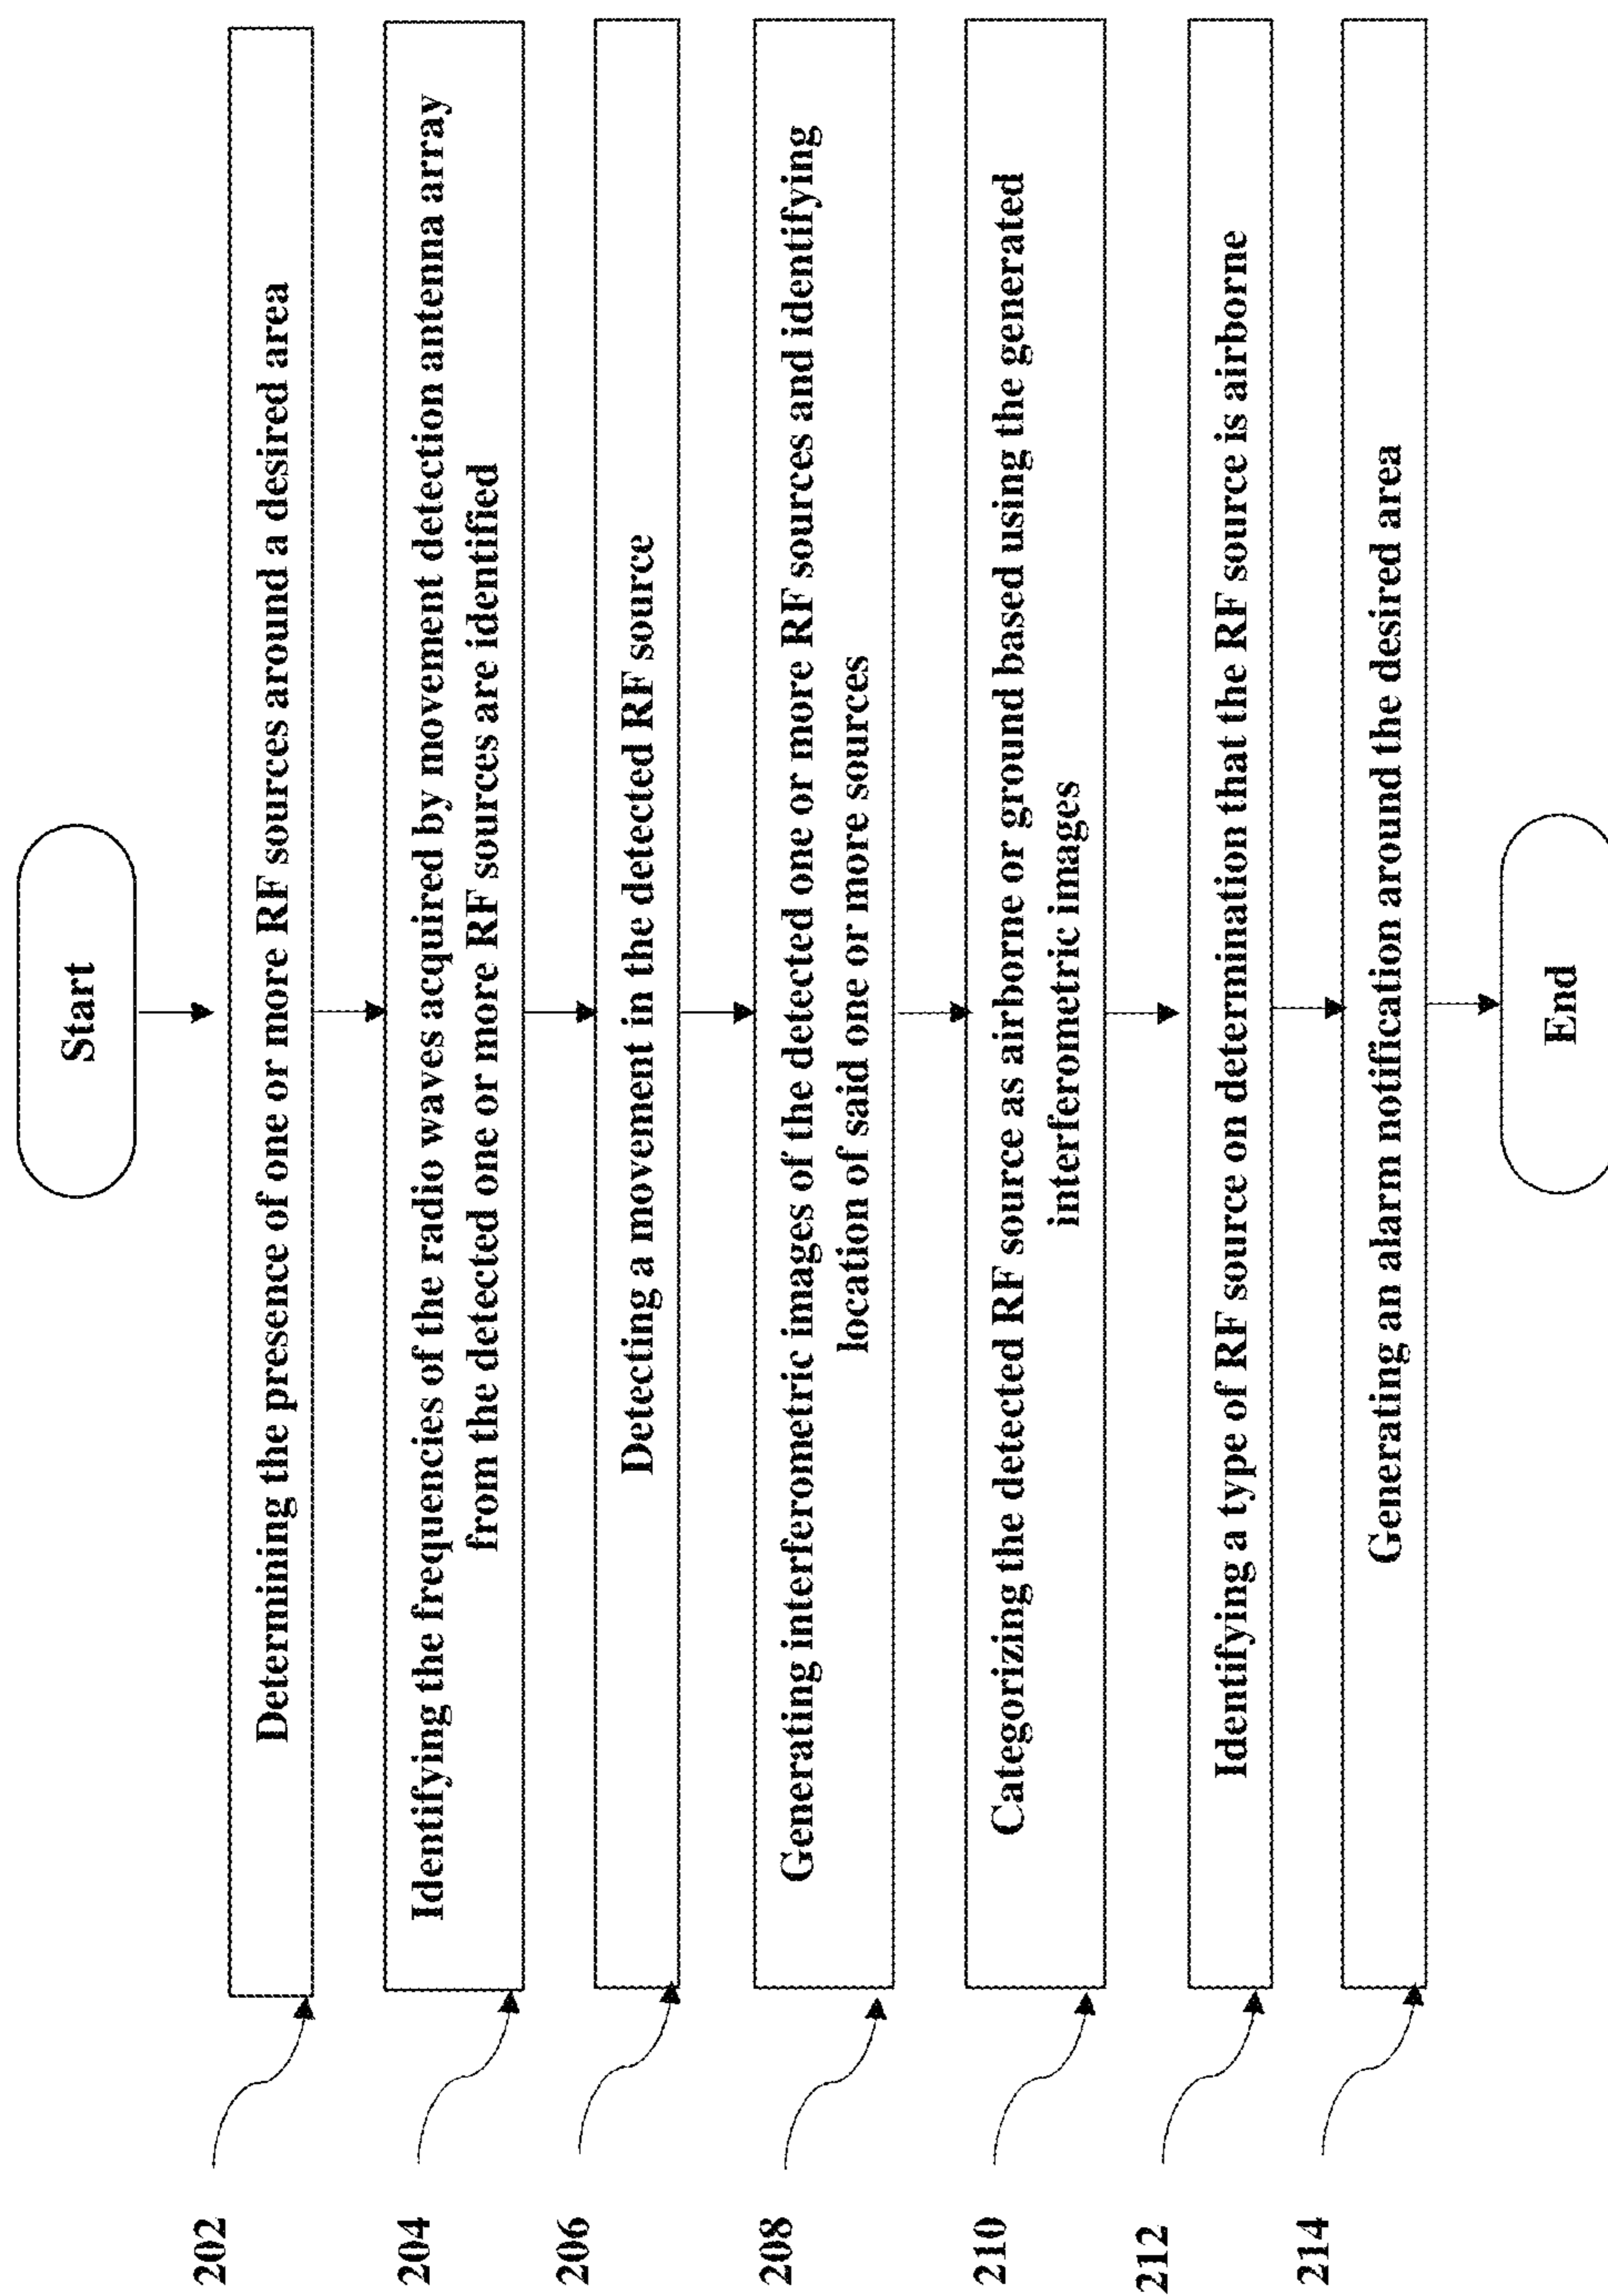 Start
202
Determining the presence of one or more RF sources around a desired area
204
Identifying the frequencies of the radio waves acquired by movement detection antenna array
from the detected one or more RF sources are identified
206
Detecting a movement in the detected RF source
208
Generating interferometric images of the detected one or more RF sources and identifying
location of said one or more sources
210
Categorizing the detected RF source as airborne or ground based using the generated
interferometric images
212
Identifying a type of RF source on determination that the RF source is airborne
214
Generating an alarm notification around the desired area
End